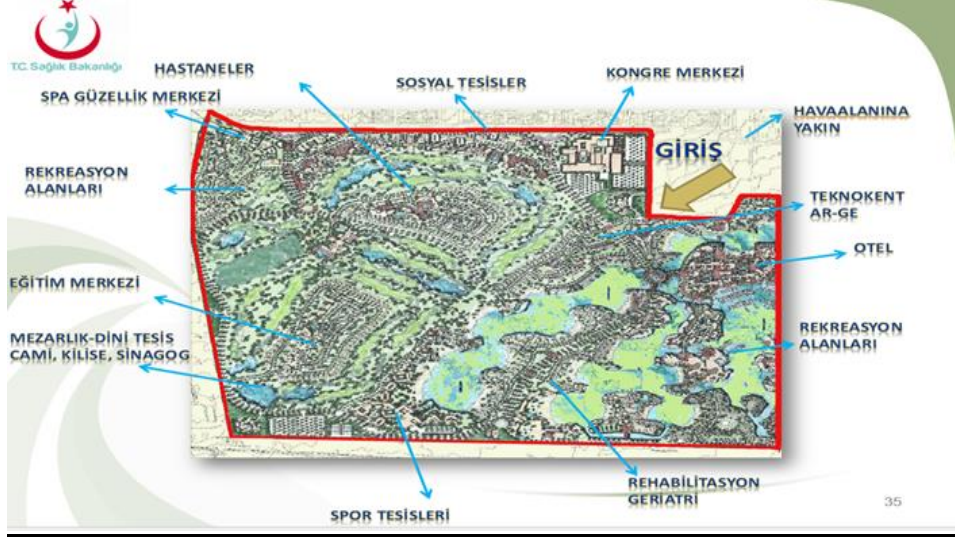 T.C. Sağlık Bakanlığı
HASTANELER
SPA GÜZELLİK MERKEZİ
SOSYAL TESİSLER
KONGRE MERKEZİ
HAVAALANINA
YAKIN
GİRİŞ
REKREASYON
ALANLARI
TEKNOKENT
AR-GE
OTEL
EĞİTİM MERKEZİ
MEZARLIK-DİNİ TESİS
CAMİ, KİLİSE, SİNAGOG
REKREASYON
ALANLARI
REHABİLİTASYON
GERİATRİ
SPOR TESİSLERİ
35